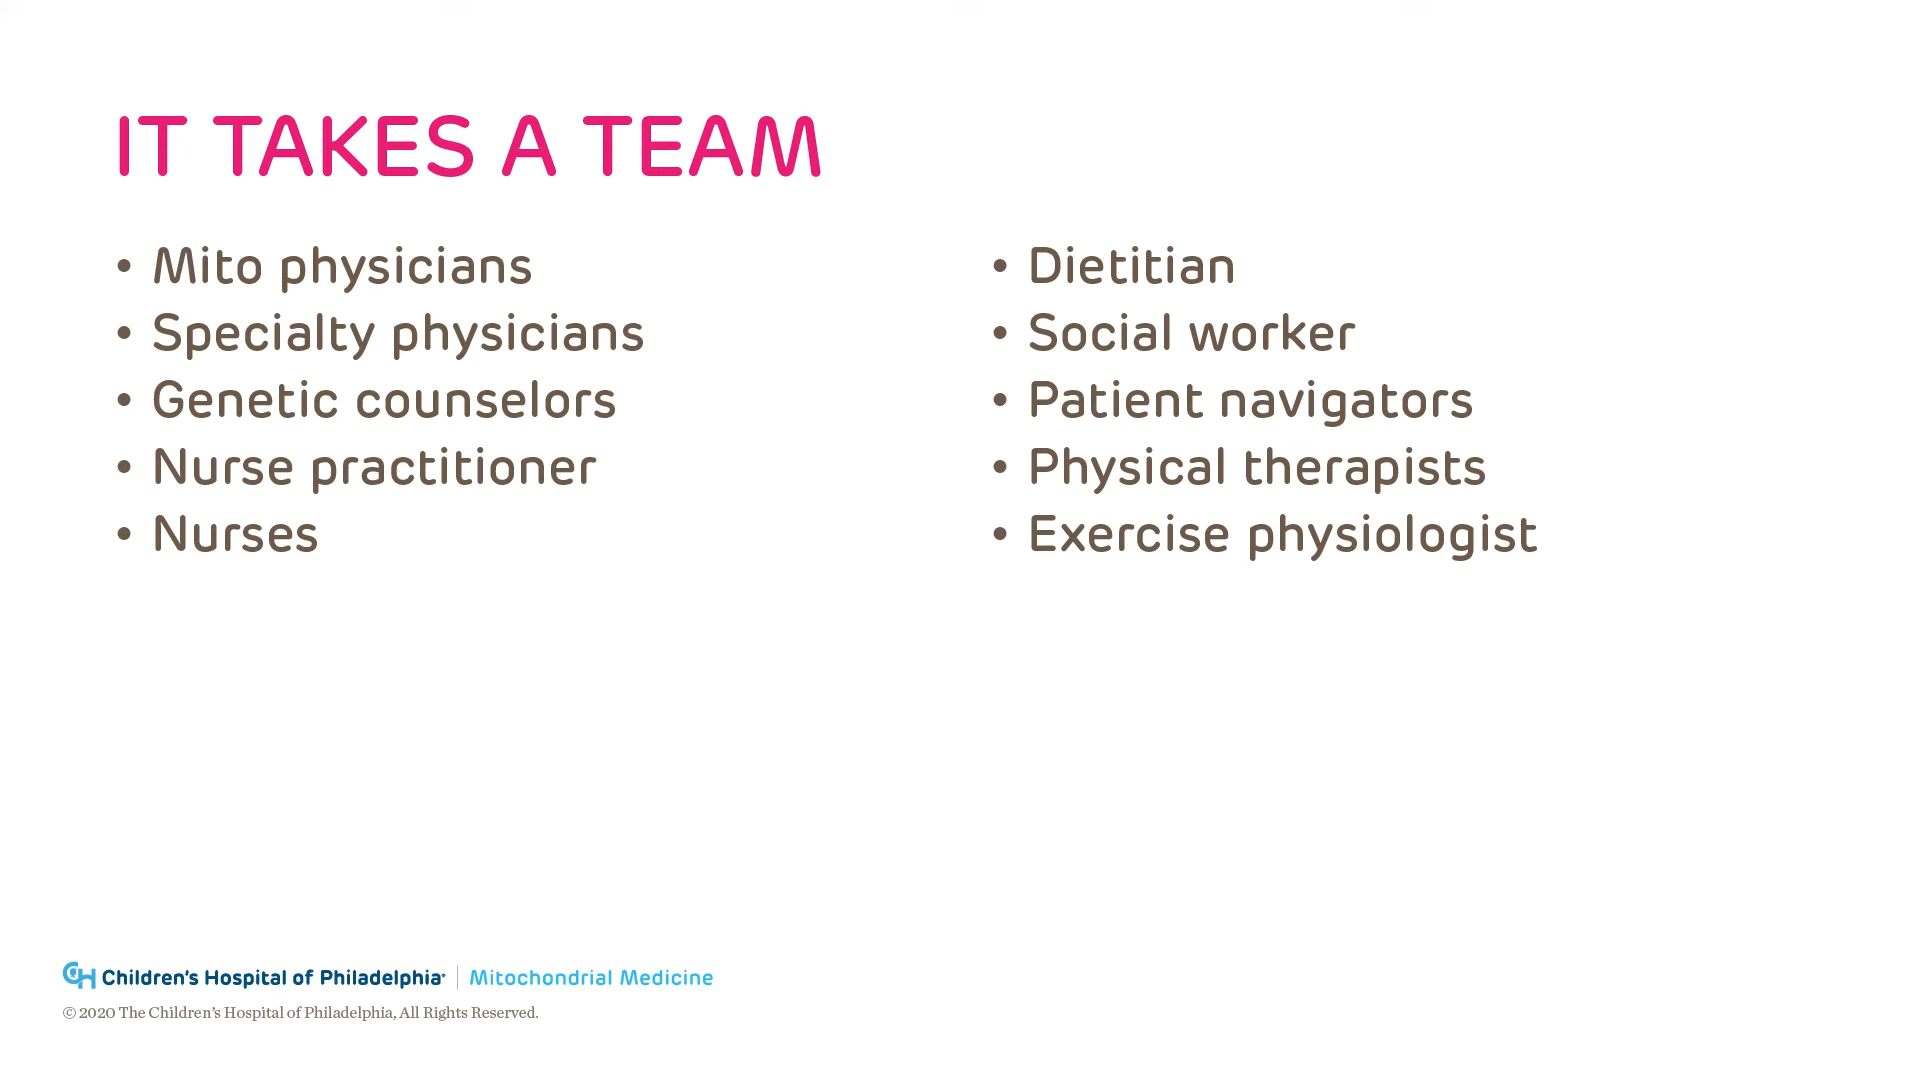 IT TAKES A TEAM
• Mito physicians
• Specialty physicians
• Genetic counselors
• Nurse practitioner
• Nurses
• Dietitian
• Social worker
• Patient navigators
• Physical therapists
• Exercise physiologist
CH Children's Hospital of Philadelphia | Mitochondrial Medicine
© 2020 The Children's Hospital of Philadelphia, All Rights Reserved.